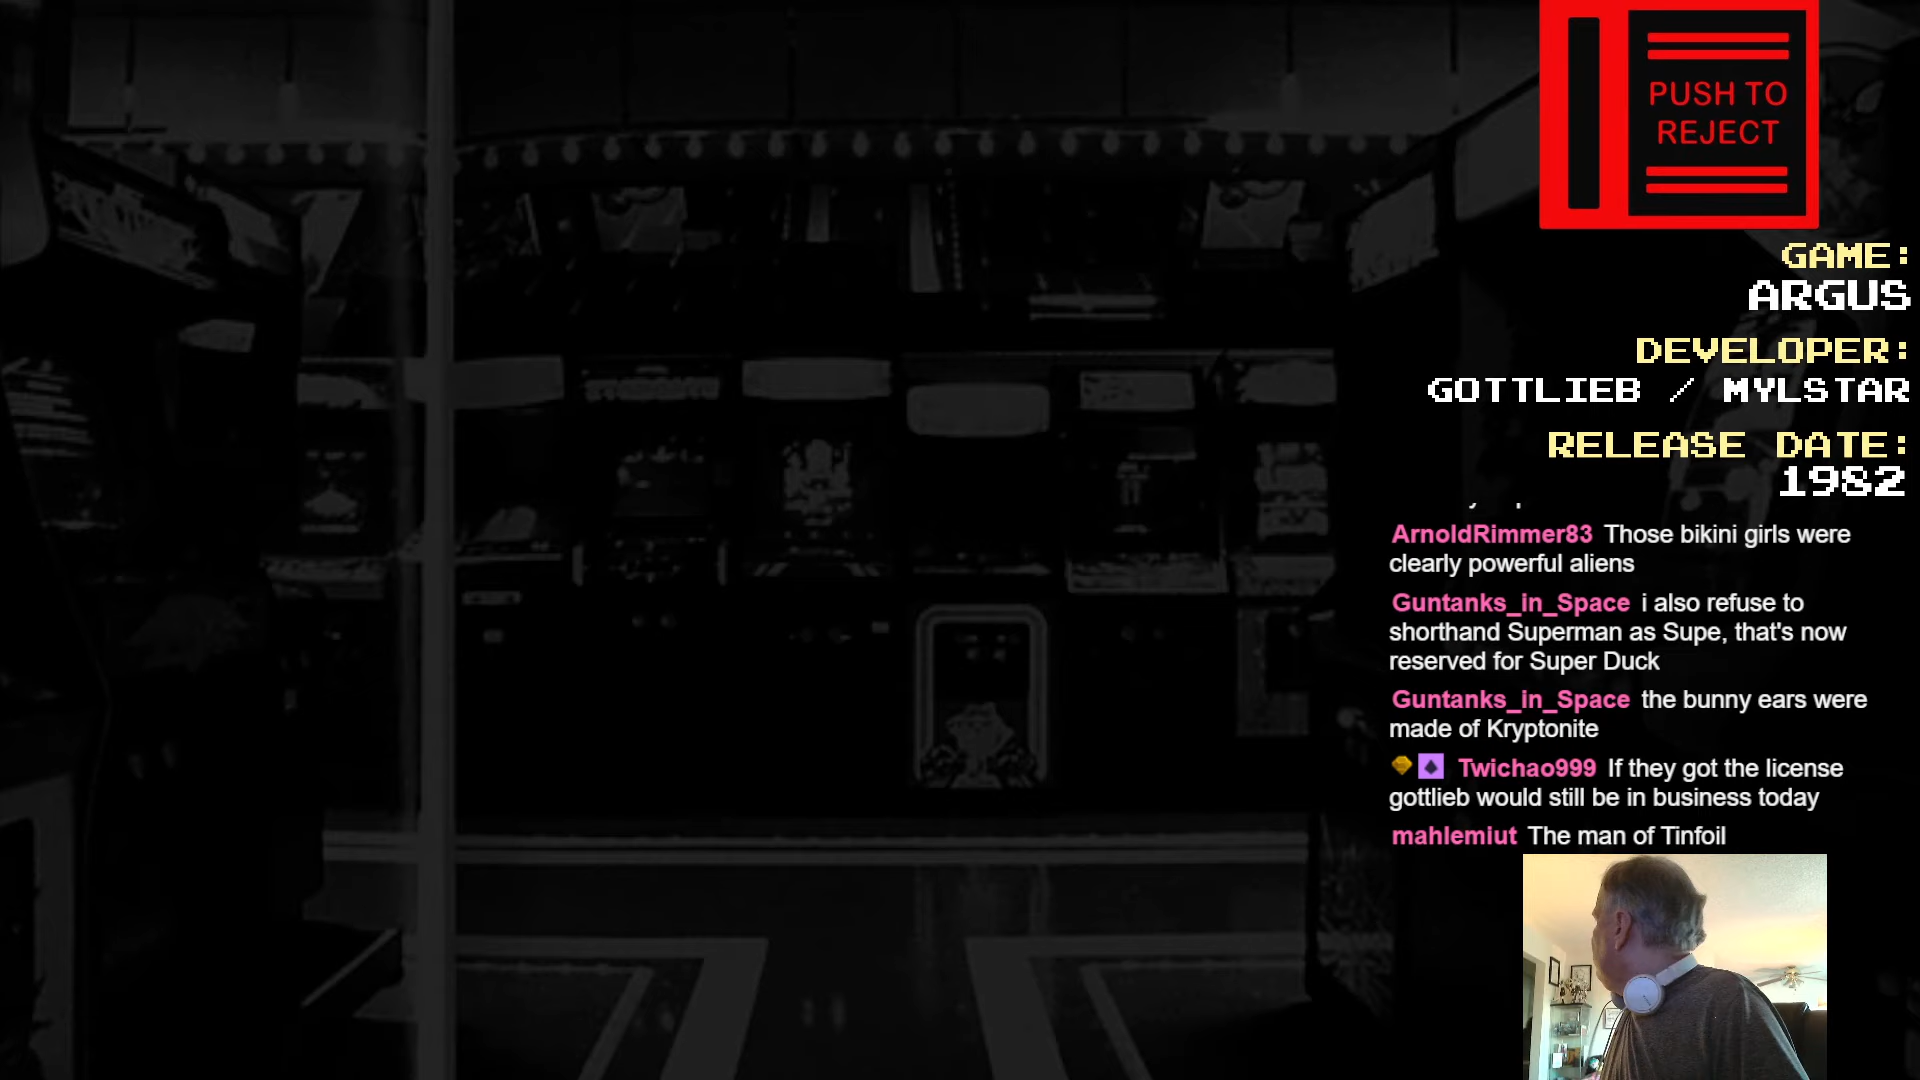 PUSH TO
REJECT
GAME:
ARGUS
DEVELOPER:
GOTTLIEB / MYLSTAR
RELEASE DATE:
1982
ArnoldRimmer83 Those bikini girls were
clearly powerful aliens
Guntanks_in_Space i also refuse to
shorthand Superman as Supe, that's now
reserved for Super Duck
Guntanks_in_Space the bunny ears were
made of Kryptonite
Twichao999 If they got the license
gottlieb would still be in business today
mahlemiut The man of Tinfoil